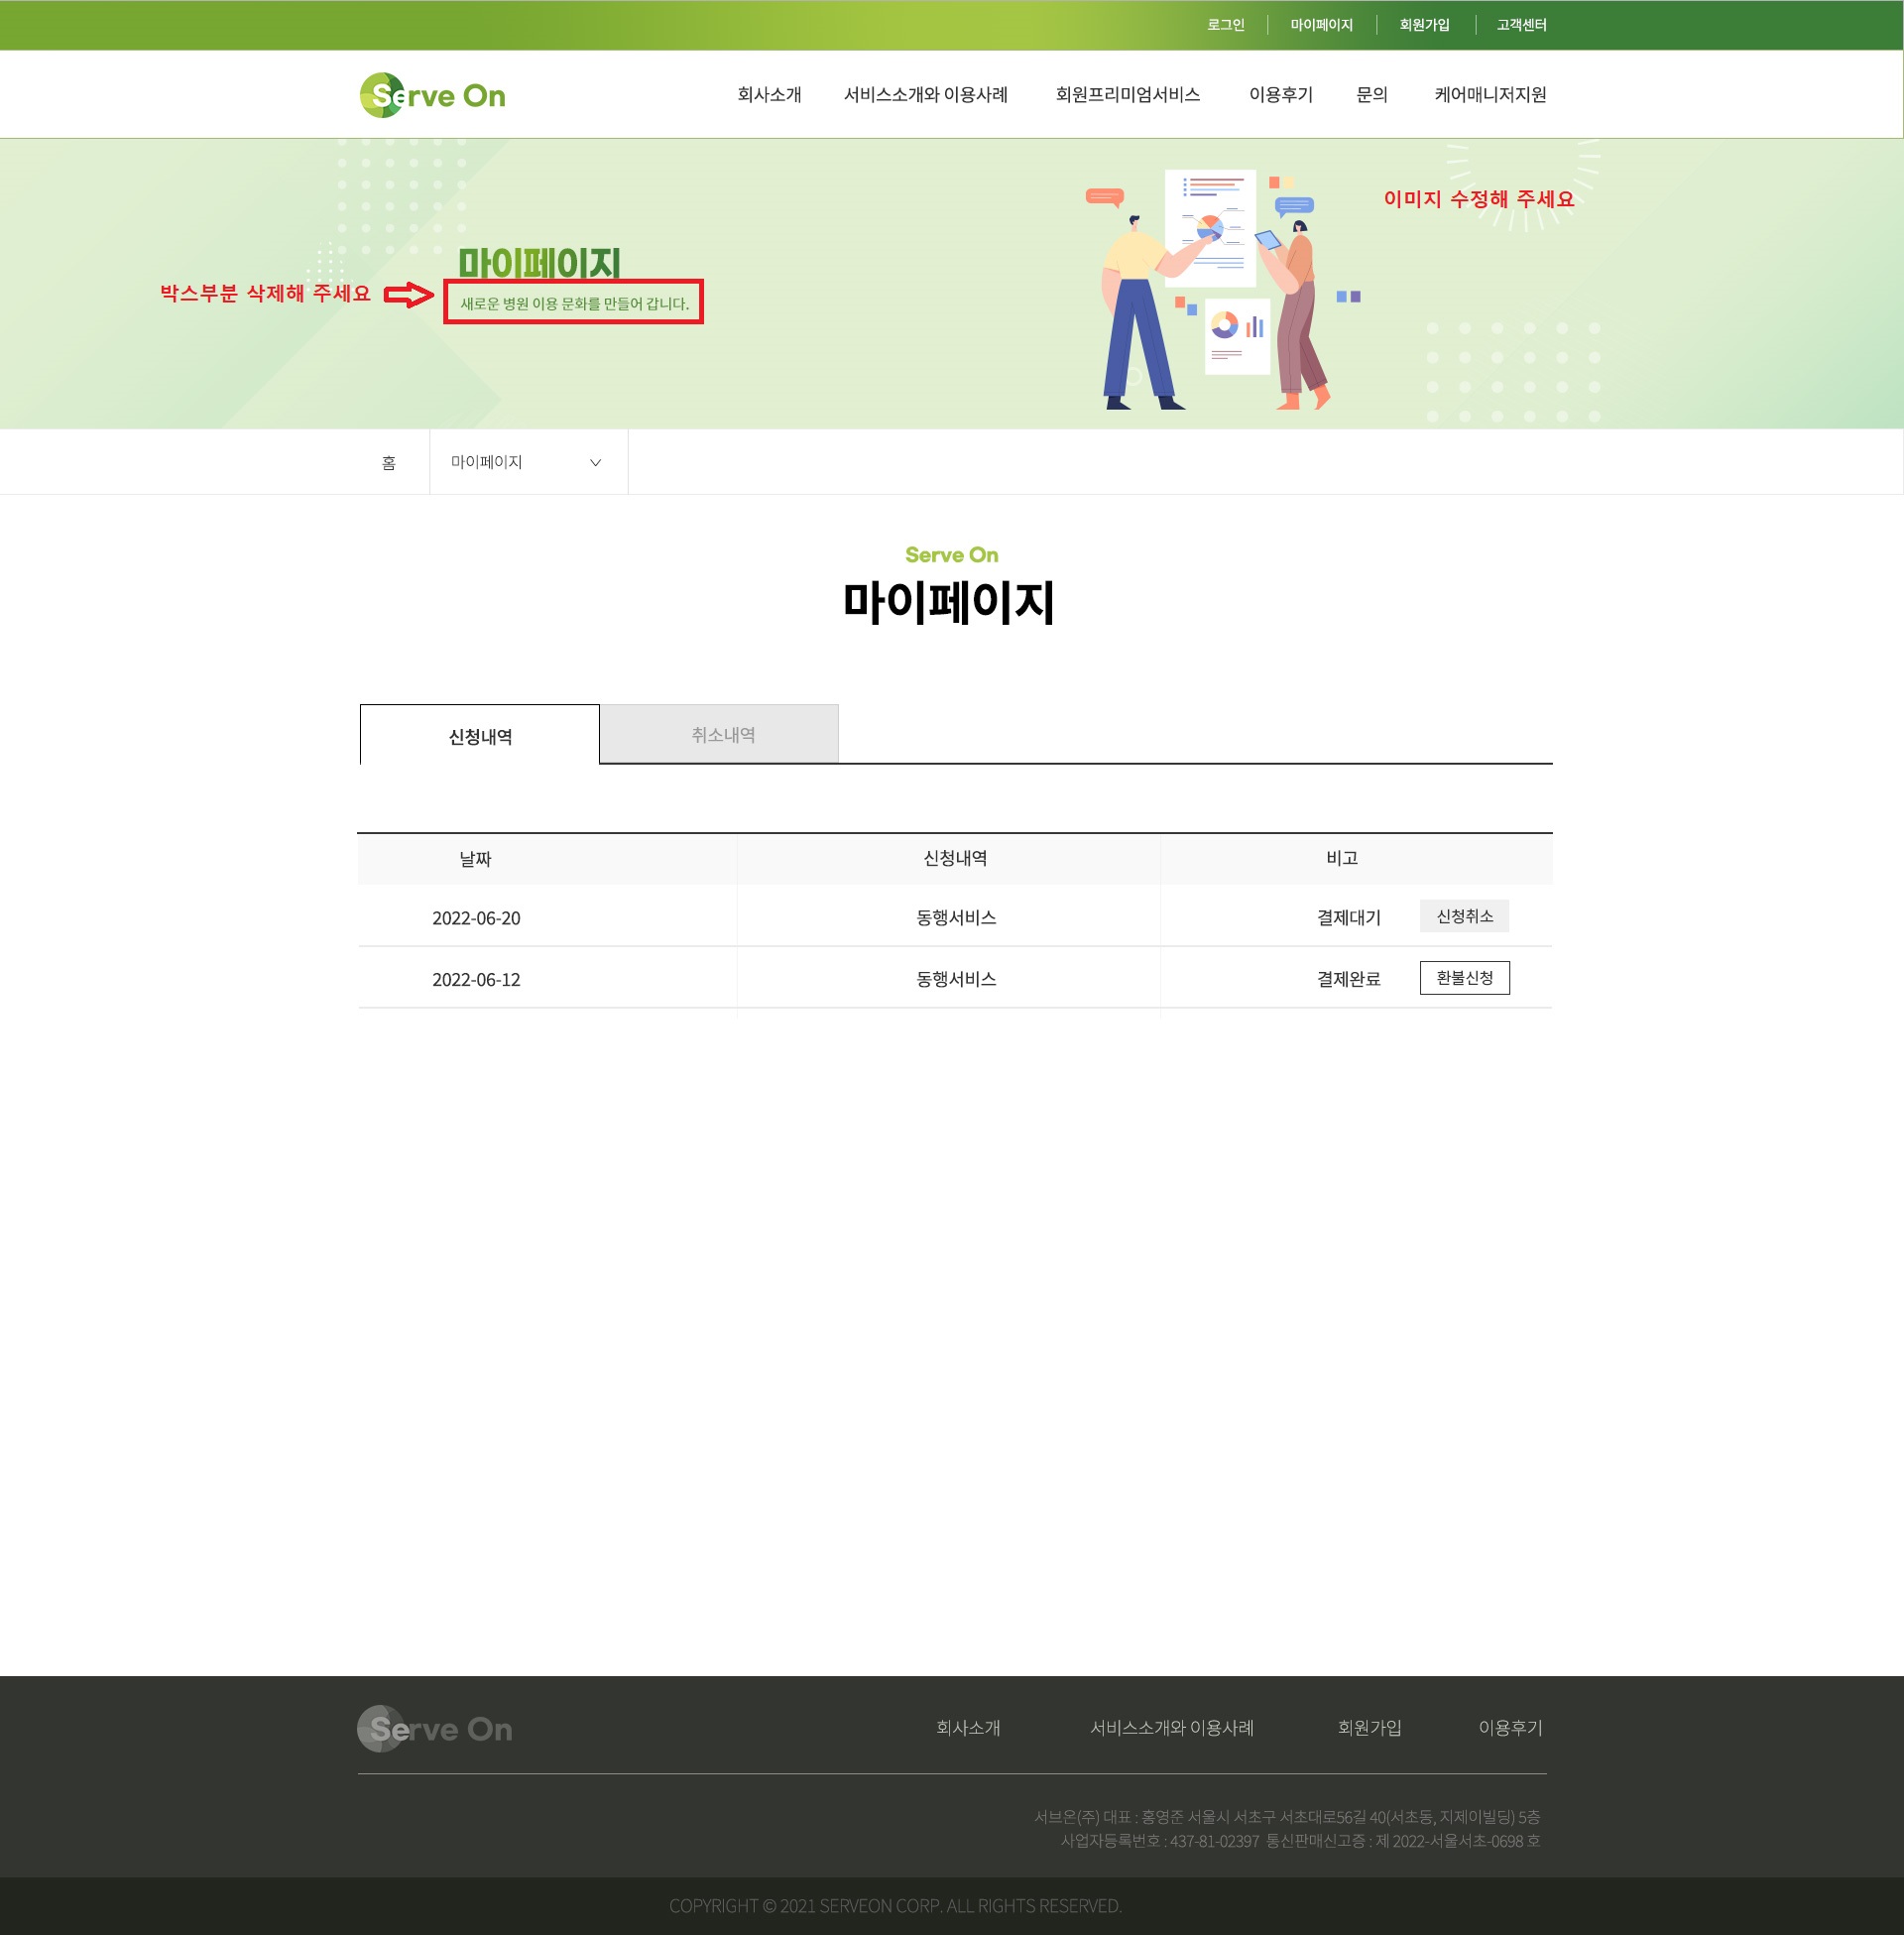 로그인 마이페이지 회원가입 고객센터
Serve On 회사소개 서비스소개와 이용사례 회원프리미엄서비스 이용후기 문의 케어매니저지원
이미지 수정해 주세요
마이페이지
박스부분 삭제해 주세요
새로운 병원 이용 문화를 만들어 갑니다.
홈 마이페이지
Serve On
마이페이지
신청내역 취소내역
날짜 신청내역 비고
2022-06-20 동행서비스 결제대기 신청취소
2022-06-12 동행서비스 결제완료 환불신청
Serve On 회사소개 서비스소개와 이용사례 회원가입 이용후기
서브온(주) 대표 : 홍영준 서울시 서초구 서초대로56길 40(서초동, 지제이빌딩) 5층
사업자등록번호 : 437-81-02397 통신판매신고증 : 제 2022-서울서초-0698 호
COPYRIGHT © 2021 SERVEON CORP. ALL RIGHTS RESERVED.